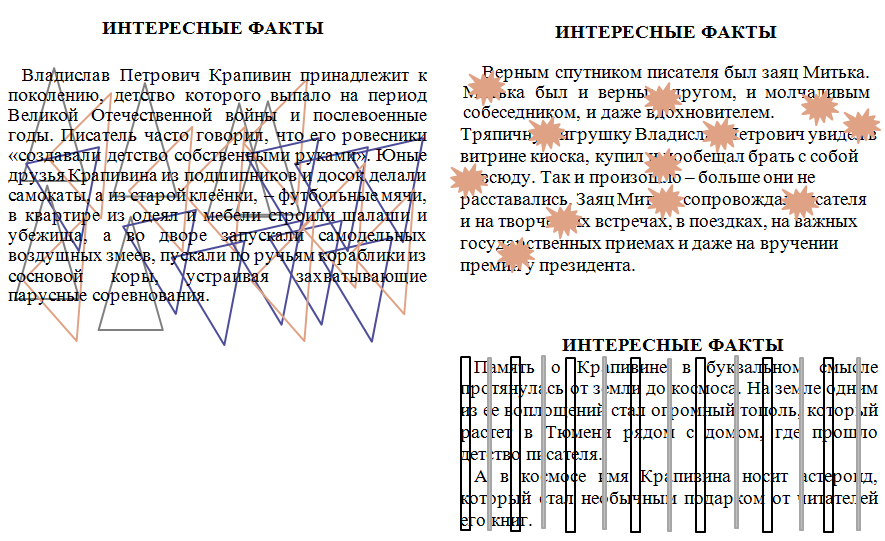 ИНТЕРЕСНЫЕ ФАКТЫ
Владислав Петрович Крапивин принадлежит к
поколению, детство которого выпало на период
Великой Отечественной войны и послевоенные
годы. Писатель часто говорил, что его ровесники
«создавали детство собственными руками». Юные
друзья Крапивина из подшипников и досок делали
самокаты, а из старой клеёнки, – футбольные мячи,
в квартире из одеял и мебели строили шалаши и
убежища, а во дворе запускали самодельных
воздушных змеев, пускали по ручьям кораблики из
сосновой коры, устраивая захватывающие
парусные соревнования.
ИНТЕРЕСНЫЕ ФАКТЫ
Верным спутником писателя был заяц Митька.
Митька был и верным другом, и молчаливым
собеседником, и даже вдохновителем.
Тряпичную игрушку Владислав Петрович увидел в
витрине киоска, купил и пообещал брать с собой
повсюду. Так и произошло – больше они не
расставались. Заяц Митька сопровождал писателя
и на творческих встречах, в поездках, на важных
государственных приемах и даже на вручении
премии у президента.
ИНТЕРЕСНЫЕ ФАКТЫ
Память о Крапивине в буквальном смысле
протянулась от земли до космоса. На земле одним
из ее воплощений стал огромный тополь, который
растет в Тюмени рядом с домом, где прошло
детство писателя.
А в космосе имя Крапивина носит астероид,
который стал необычным подарком от читателей
его книг.